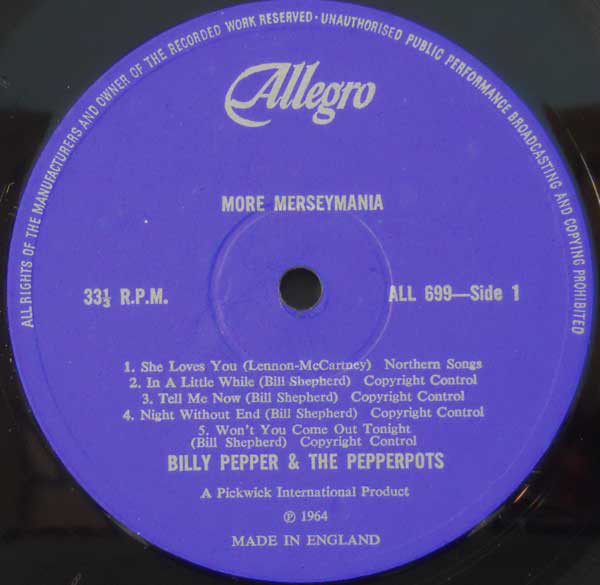 ALL RIGHTS OF THE MANUFACTURERS AND OWNER OF THE RECORDED WORK RESERVED · UNAUTHORISED PUBLIC PERFORMANCE BROADCASTING AND COPYING PROHIBITED
Allegro
MORE MERSEYMANIA
33⅓ R.P.M.
ALL 699—Side 1
1. She Loves You (Lennon-McCartney) Northern Songs
2. In A Little While (Bill Shepherd) Copyright Control
3. Tell Me Now (Bill Shepherd) Copyright Control
4. Night Without End (Bill Shepherd) Copyright Control
5. Won't You Come Out Tonight
(Bill Shepherd) Copyright Control
BILLY PEPPER & THE PEPPERPOTS
A Pickwick International Product
℗ 1964
MADE IN ENGLAND